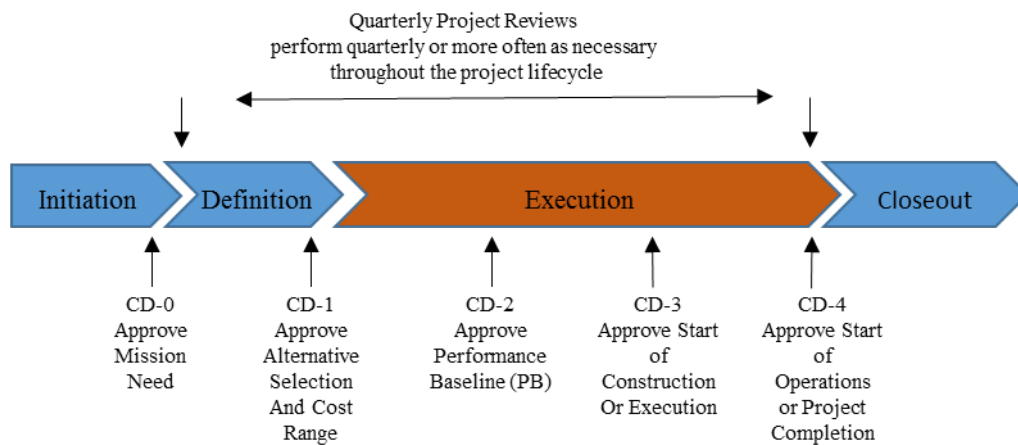 Quarterly Project Reviews
perform quarterly or more often as necessary
throughout the project lifecycle
Initiation
Definition
Execution
Closeout
CD-0
Approve
Mission
Need
CD-1
Approve
Alternative
Selection
And Cost
Range
CD-2
Approve
Performance
Baseline (PB)
CD-3
Approve Start
of
Construction
Or Execution
CD-4
Approve Start
of
Operations
or Project
Completion